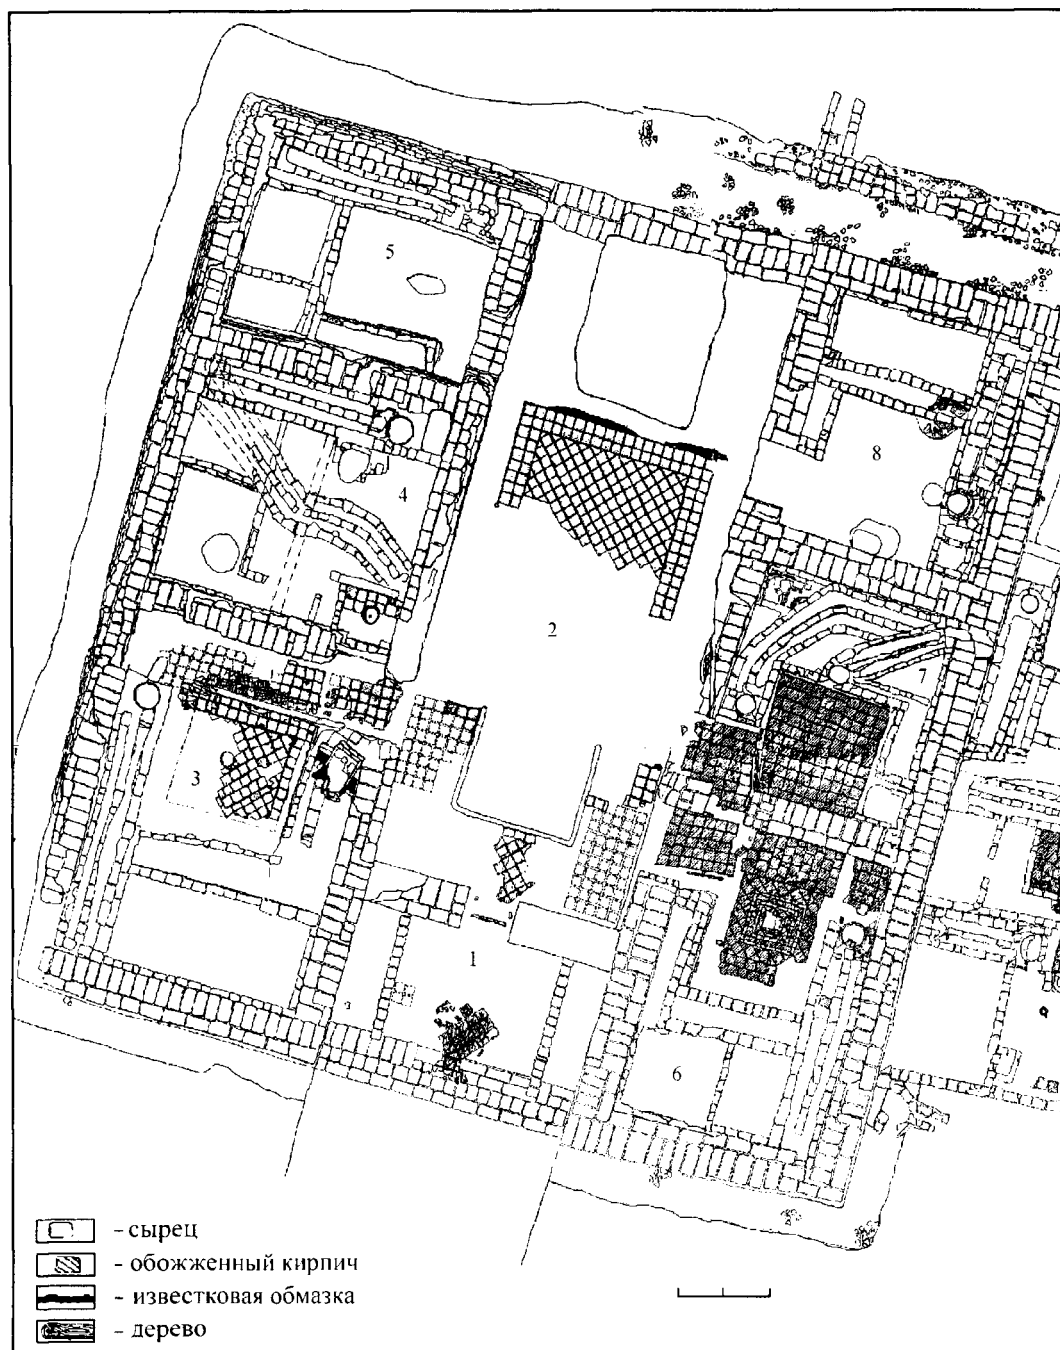 5
8
4
2
7
3
1
6
- сырец
- обожженный кирпич
- известковая обмазка
- дерево